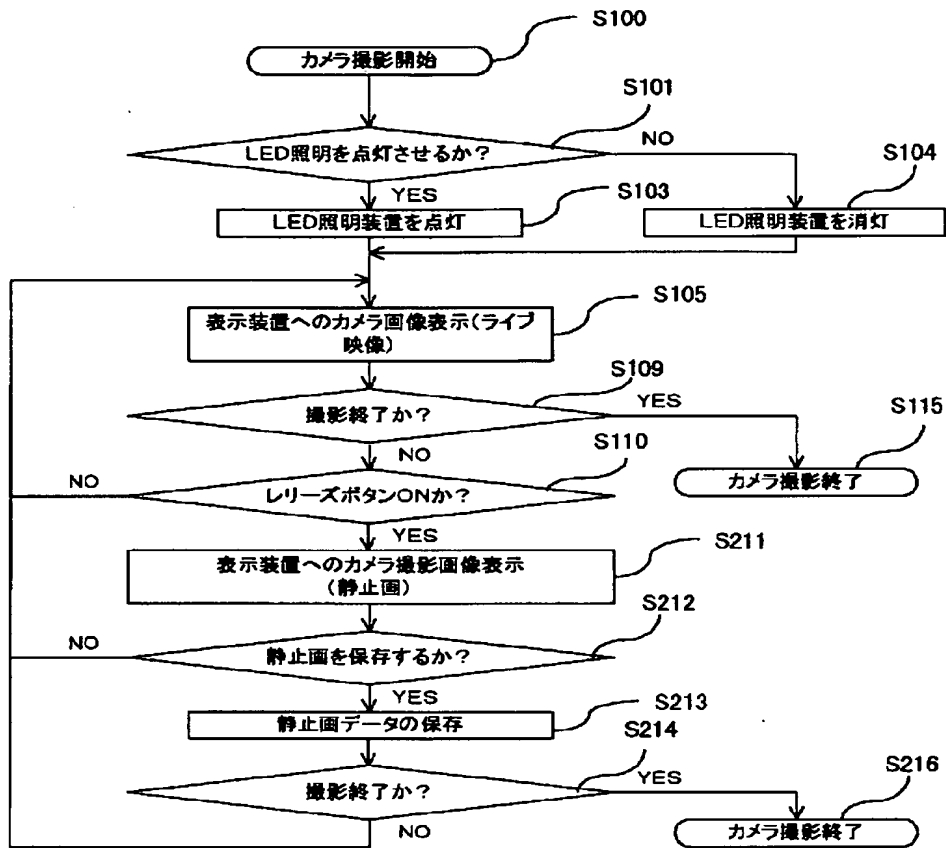 S100
カメラ撮影開始
S101
LED照明を点灯させるか？
NO
YES
S103
S104
LED照明装置を点灯
LED照明装置を消灯
S105
表示装置へのカメラ画像表示(ライブ
映像)
S109
撮影終了か？
YES
NO
S110
S115
カメラ撮影終了
レリーズボタンONか？
NO
YES
S211
表示装置へのカメラ撮影画像表示
(静止画)
S212
静止画を保存するか？
NO
YES
S213
静止画データの保存
S214
撮影終了か？
YES
NO
S216
カメラ撮影終了